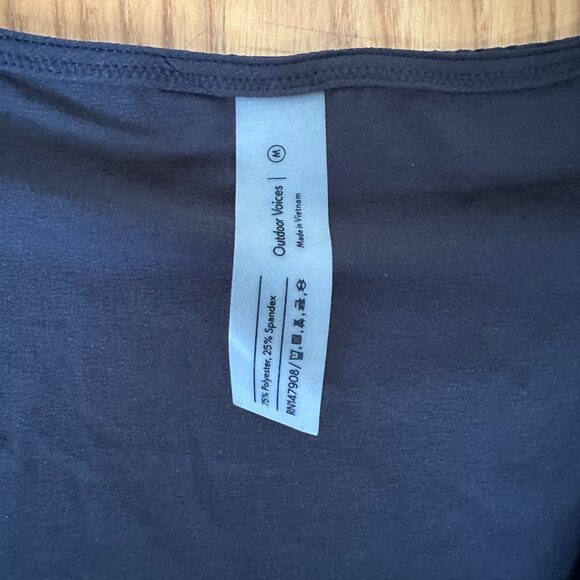 Outdoor Voices | M
Made in Vietnam
75% Polyester, 25% Spandex
RN147908/